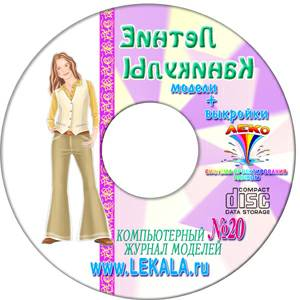 Летние
Каникулы
модели
+
выкройки
ЛЕКО
COMPACT
disc
DATA STORAGE
КОМПЬЮТЕРНЫЙ №20
ЖУРНАЛ МОДЕЛЕЙ
www.LEKALA.ru